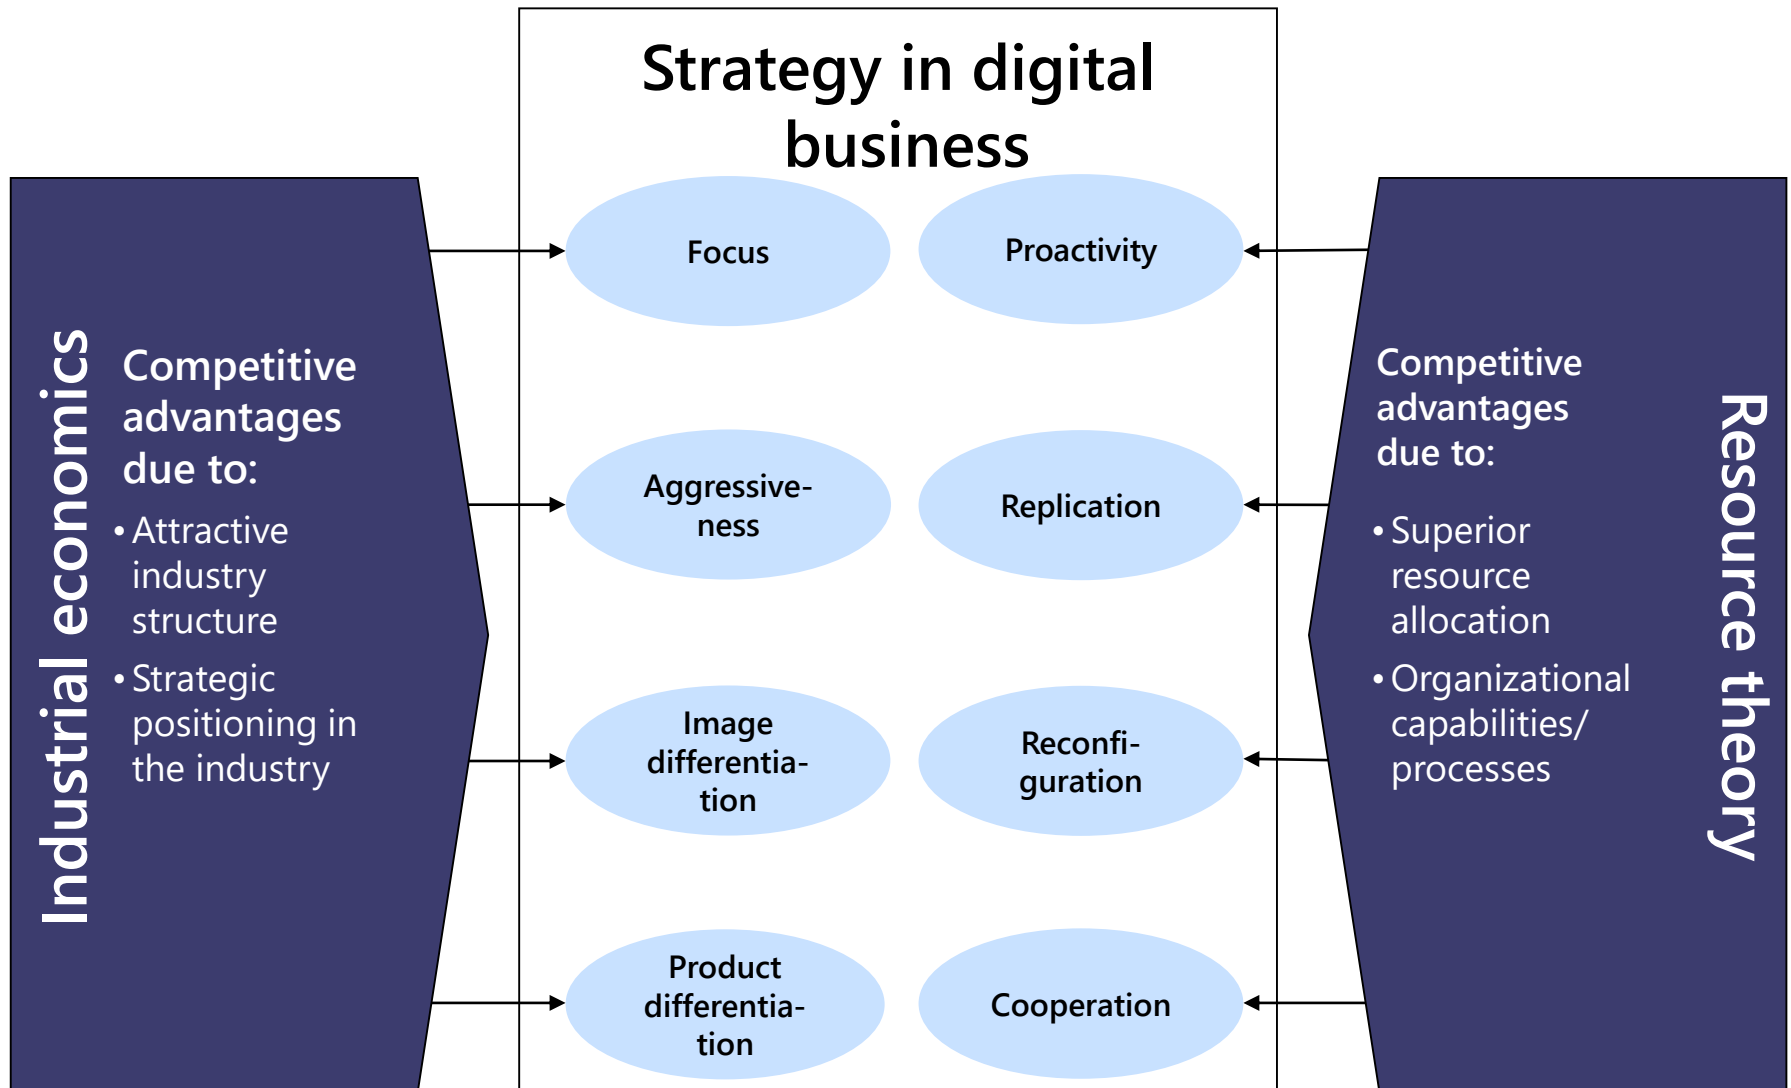 Strategy in digital
business
Industrial economics
Competitive
advantages
due to:
• Attractive
industry
structure
• Strategic
positioning in
the industry
Focus
Aggressive-
ness
Image
differentia-
tion
Product
differentia-
tion
Proactivity
Replication
Reconfi-
guration
Cooperation
Competitive
advantages
due to:
• Superior
resource
allocation
• Organizational
capabilities/
processes
Resource theory